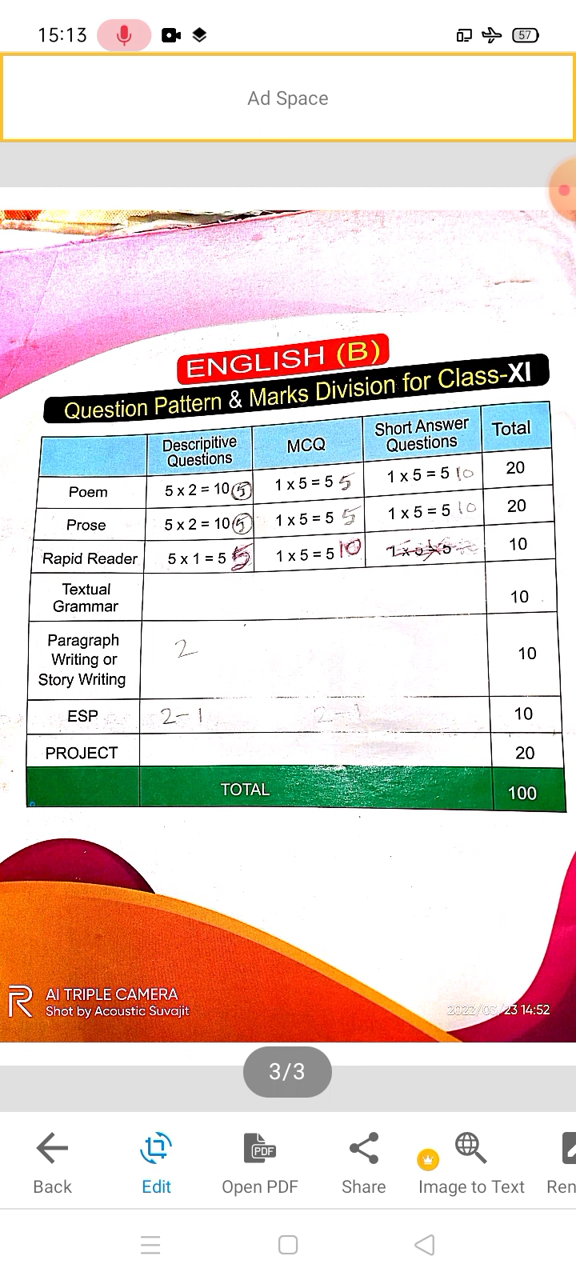 15:13
57
Ad Space
ENGLISH (B)
Question Pattern & Marks Division for Class-XI
Descriptive Questions MCQ Short Answer Questions Total
Poem 5 x 2 = 10 5 1 x 5 = 5 5 1 x 5 = 5 10 20
Prose 5 x 2 = 10 5 1 x 5 = 5 5 1 x 5 = 5 10 20
Rapid Reader 5 x 1 = 5 5 1 x 5 = 5 10 10
Textual Grammar 10
Paragraph Writing or Story Writing 2 10
ESP 2-1 2-1 10
PROJECT 20
TOTAL 100
R AI TRIPLE CAMERA
Shot by Acoustic Suvajit
14:52
3/3
PDF
Back Edit Open PDF Share Image to Text Ren